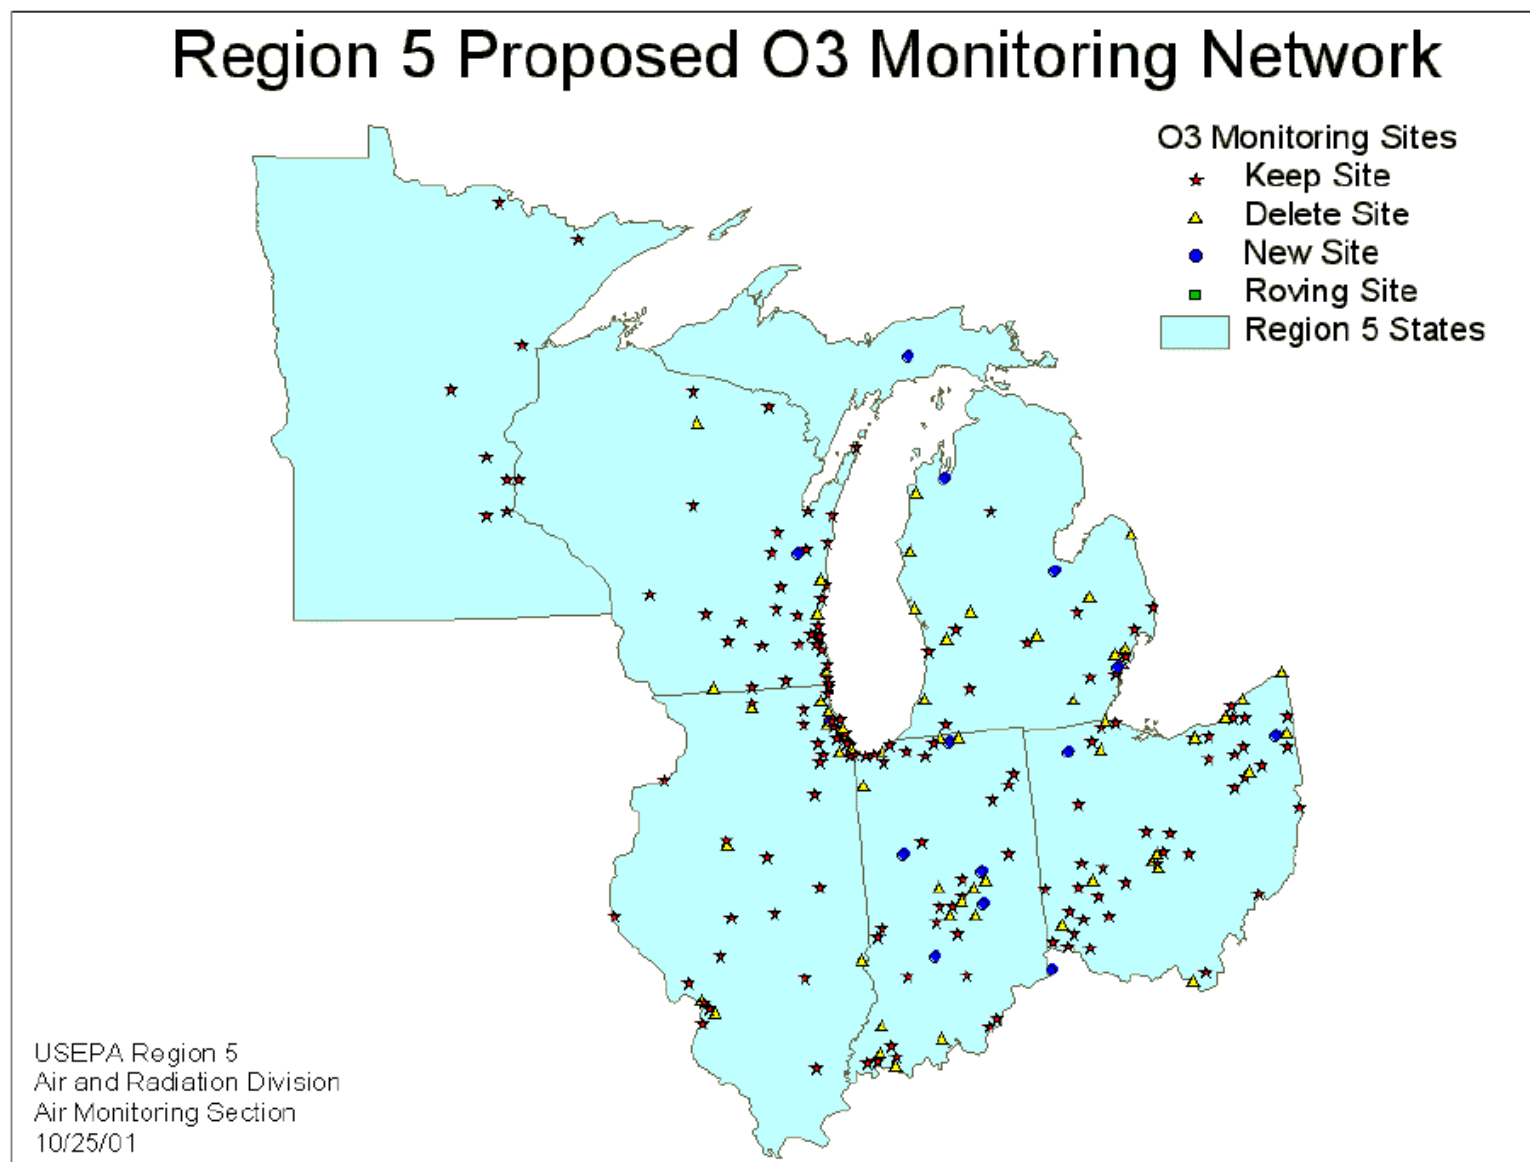 Region 5 Proposed O3 Monitoring Network
O3 Monitoring Sites
Keep Site
Delete Site
New Site
Roving Site
Region 5 States
USEPA Region 5
Air and Radiation Division
Air Monitoring Section
10/25/01